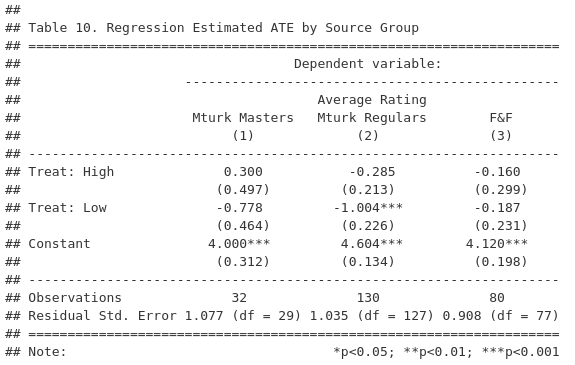 ##
## Table 10. Regression Estimated ATE by Source Group
## ====================================================================
##                                   Dependent variable:
##                     ------------------------------------------------
##                                      Average Rating
##                      Mturk Masters   Mturk Regulars        F&F
##                           (1)             (2)              (3)
## --------------------------------------------------------------------
## Treat: High              0.300           -0.285          -0.160
##                         (0.497)         (0.213)          (0.299)
## Treat: Low              -0.778         -1.004***         -0.187
##                         (0.464)         (0.226)          (0.231)
## Constant               4.000***         4.604***        4.120***
##                         (0.312)         (0.134)          (0.198)
## --------------------------------------------------------------------
## Observations              32              130              80
## Residual Std. Error 1.077 (df = 29) 1.035 (df = 127) 0.908 (df = 77)
## ====================================================================
## Note:                                  *p<0.05; **p<0.01; ***p<0.001